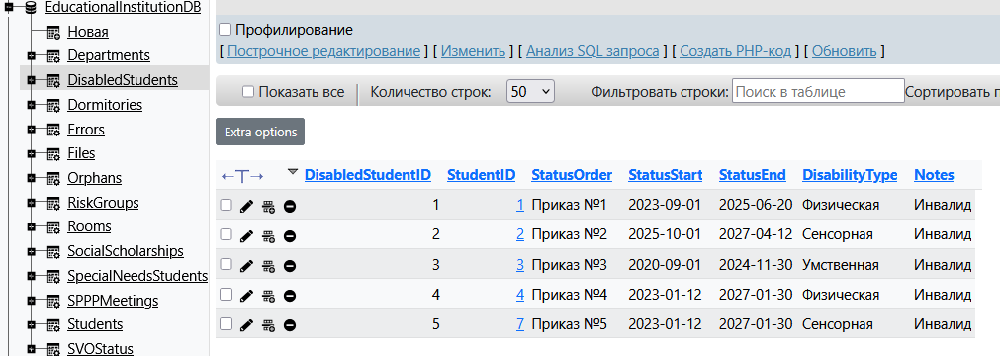 EducationalInstitutionDB
Новая
Departments
DisabledStudents
Dormitories
Errors
Files
Orphans
RiskGroups
Rooms
SocialScholarships
SpecialNeedsStudents
SPPPMeetings
Students
SVOStatus
Профилирование
[ Построчное редактирование ] [ Изменить ] [ Анализ SQL запроса ] [ Создать PHP-код ] [ Обновить ]
Показать все Количество строк: 50 Фильтровать строки: Поиск в таблице Сортировать п
Extra options
←T→ DisabledStudentID StudentID StatusOrder StatusStart StatusEnd DisabilityType Notes
1 1 Приказ №1 2023-09-01 2025-06-20 Физическая Инвалид
2 2 Приказ №2 2025-10-01 2027-04-12 Сенсорная Инвалид
3 3 Приказ №3 2020-09-01 2024-11-30 Умственная Инвалид
4 4 Приказ №4 2023-01-12 2027-01-30 Физическая Инвалид
5 7 Приказ №5 2023-01-12 2027-01-30 Сенсорная Инвалид